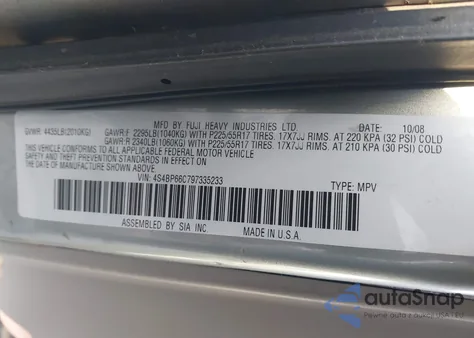 MFD BY FUJI HEAVY INDUSTRIES LTD. DATE: 10/08
GVWR: 4435LB(2010KG) GAWR:F 2295LB(1040KG) WITH P225/55R17 TIRES, 17X7JJ RIMS, AT 220 KPA (32 PSI) COLD
GAWR:R 2340LB(1060KG) WITH P225/55R17 TIRES, 17X7JJ RIMS, AT 210 KPA (30 PSI) COLD
THIS VEHICLE CONFORMS TO ALL APPLICABLE FEDERAL MOTOR VEHICLE
SAFETY, BUMPER, AND THEFT PREVENTION STANDARDS IN EFFECT ON THE DATE OF
MANUFACTURE SHOWN ABOVE.
VIN: 4S4BP66C797335233 TYPE: MPV
ASSEMBLED BY SIA INC. MADE IN U.S.A.
autoSnap
Pewne auto z